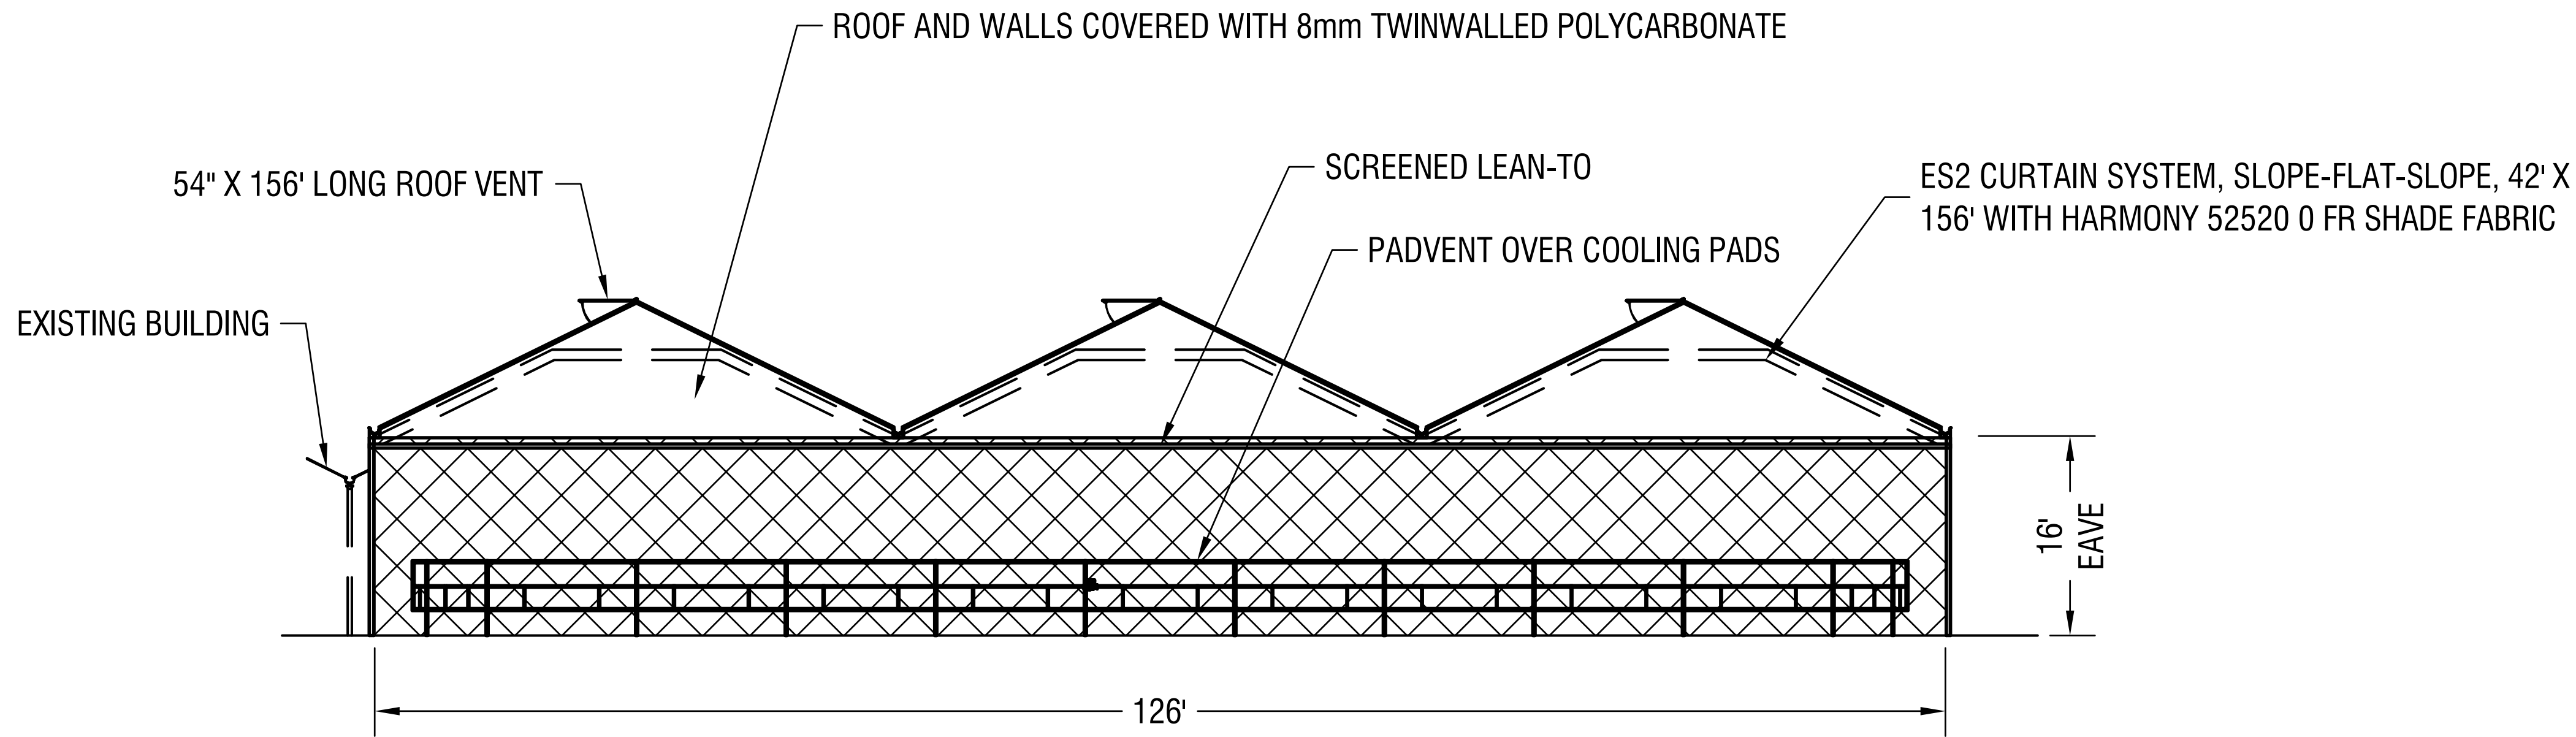 ROOF AND WALLS COVERED WITH 8mm TWINWALLED POLYCARBONATE
54" X 156' LONG ROOF VENT
SCREENED LEAN-TO
ES2 CURTAIN SYSTEM, SLOPE-FLAT-SLOPE, 42' X
156' WITH HARMONY 52520 O FR SHADE FABRIC
PADVENT OVER COOLING PADS
EXISTING BUILDING
16'
EAVE
126'